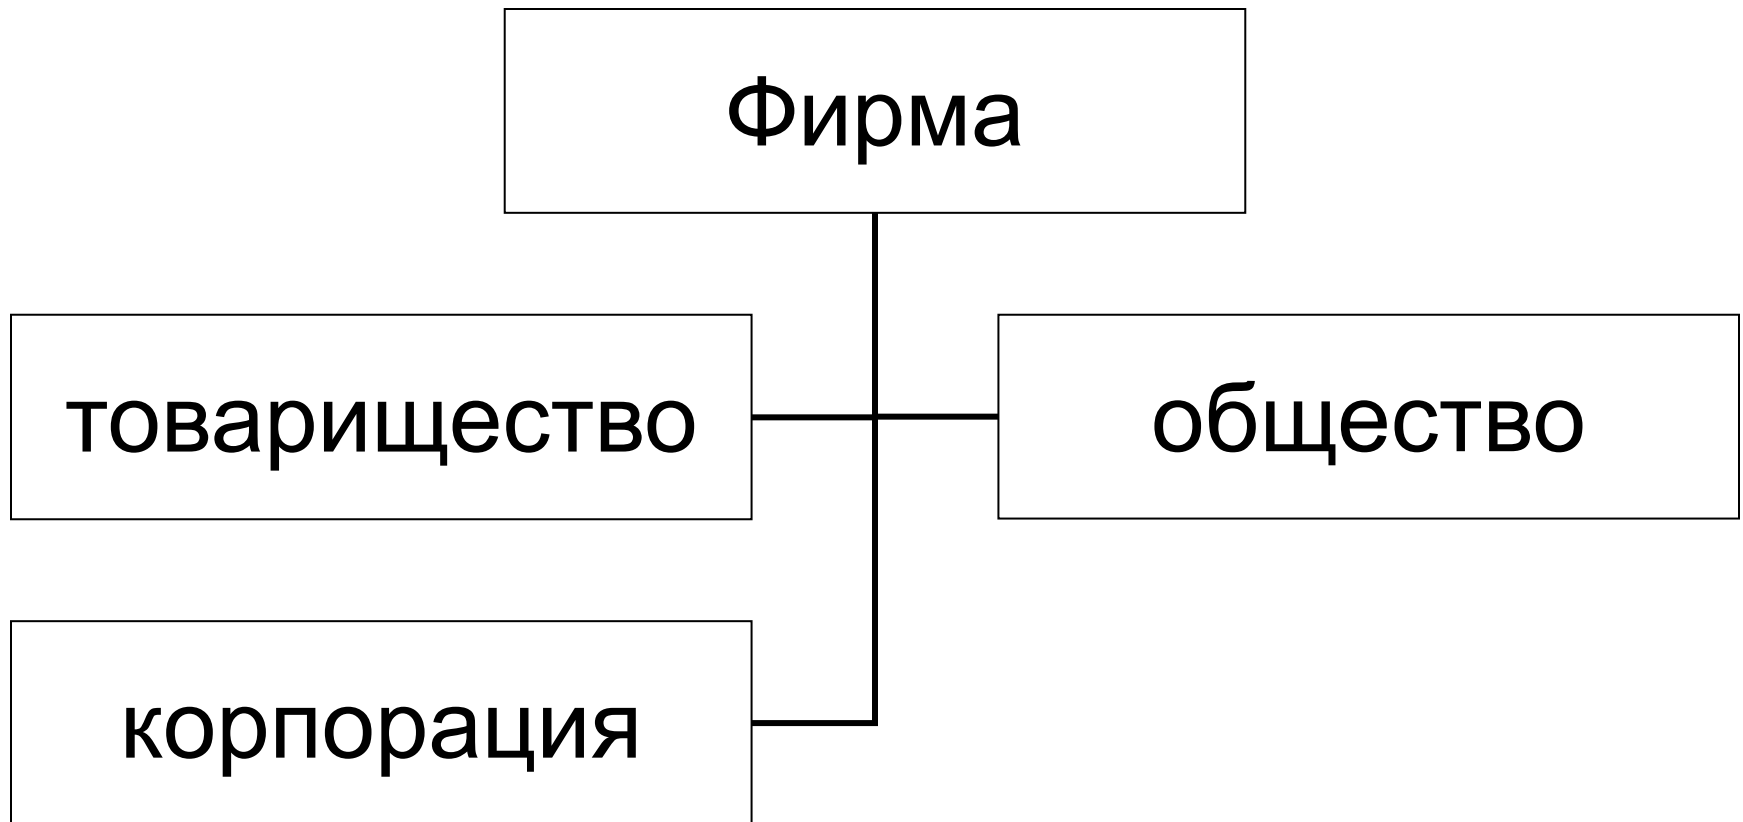 Фирма
товарищество
общество
корпорация